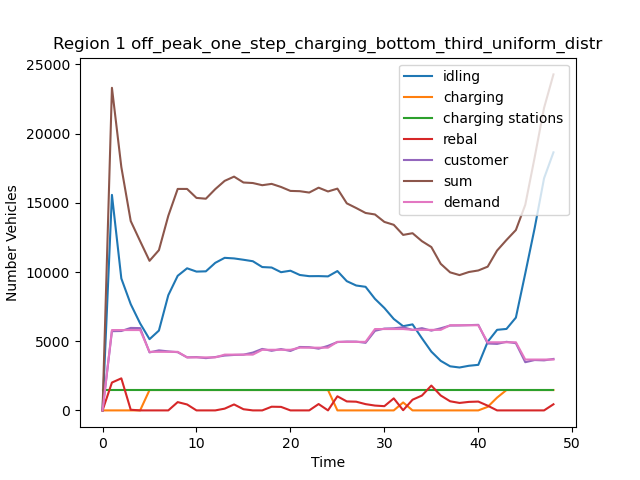 Region 1 off_peak_one_step_charging_bottom_third_uniform_distr
Number Vehicles
25000
20000
15000
10000
5000
0
0 10 20 30 40 50
Time
idling
charging
charging stations
rebal
customer
sum
demand